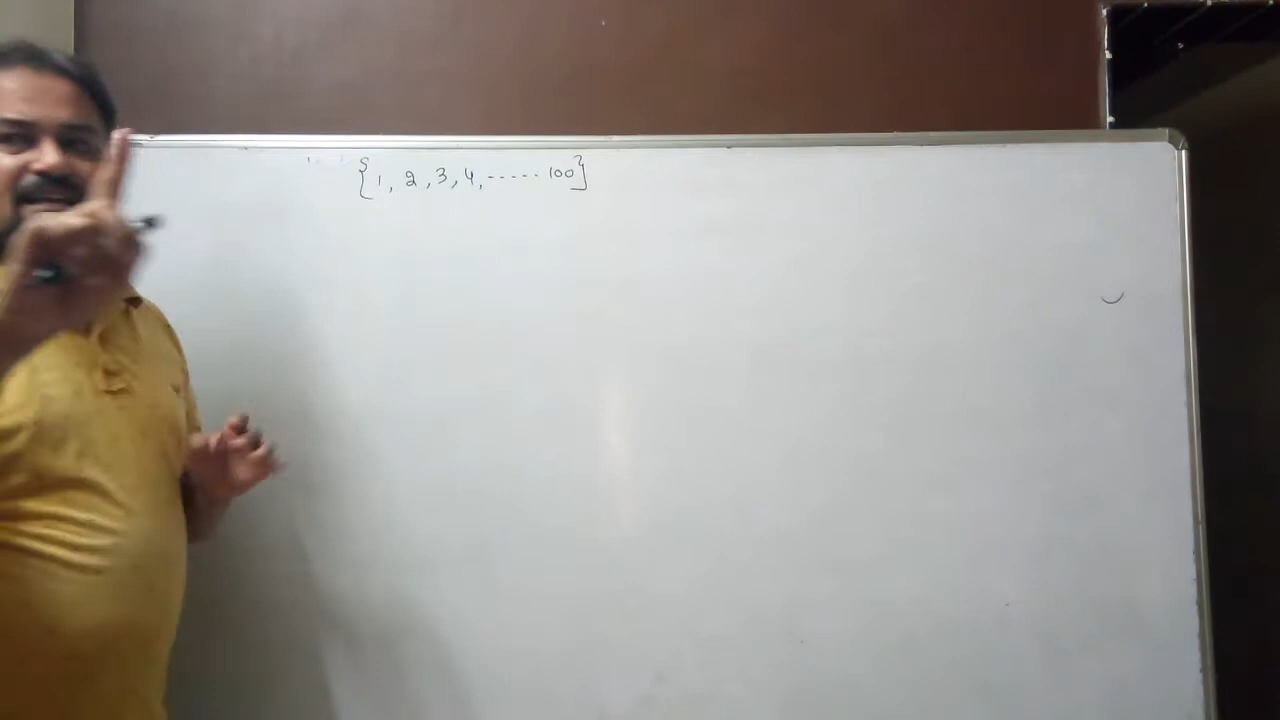 {1, 2, 3, 4, ----- 100]